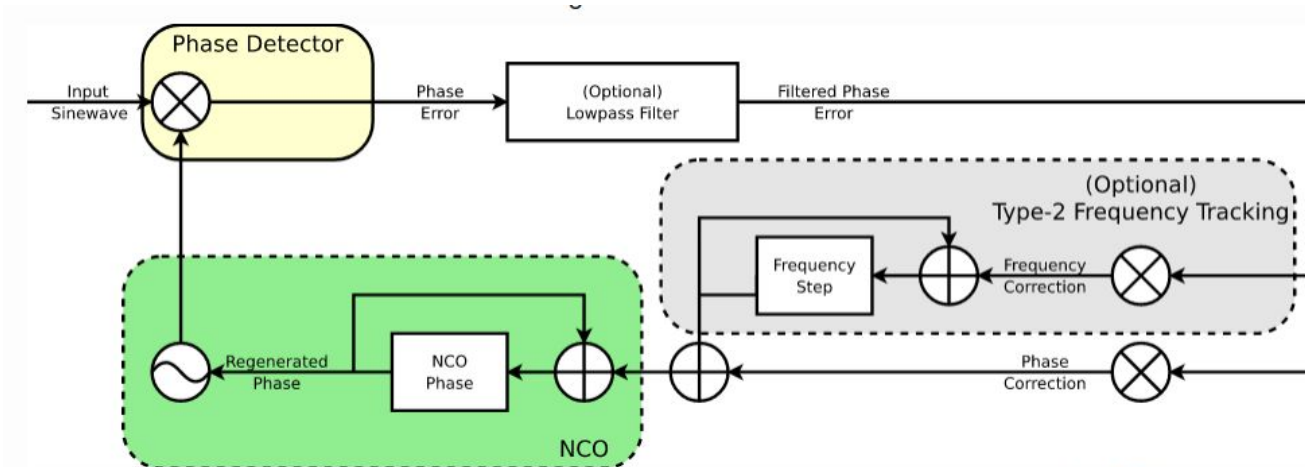 Phase Detector
Input
Sinewave
Phase
Error
(Optional)
Lowpass Filter
Filtered Phase
Error
(Optional)
Type-2 Frequency Tracking
Frequency
Step
Frequency
Correction
Regenerated
Phase
NCO
Phase
Phase
Correction
NCO